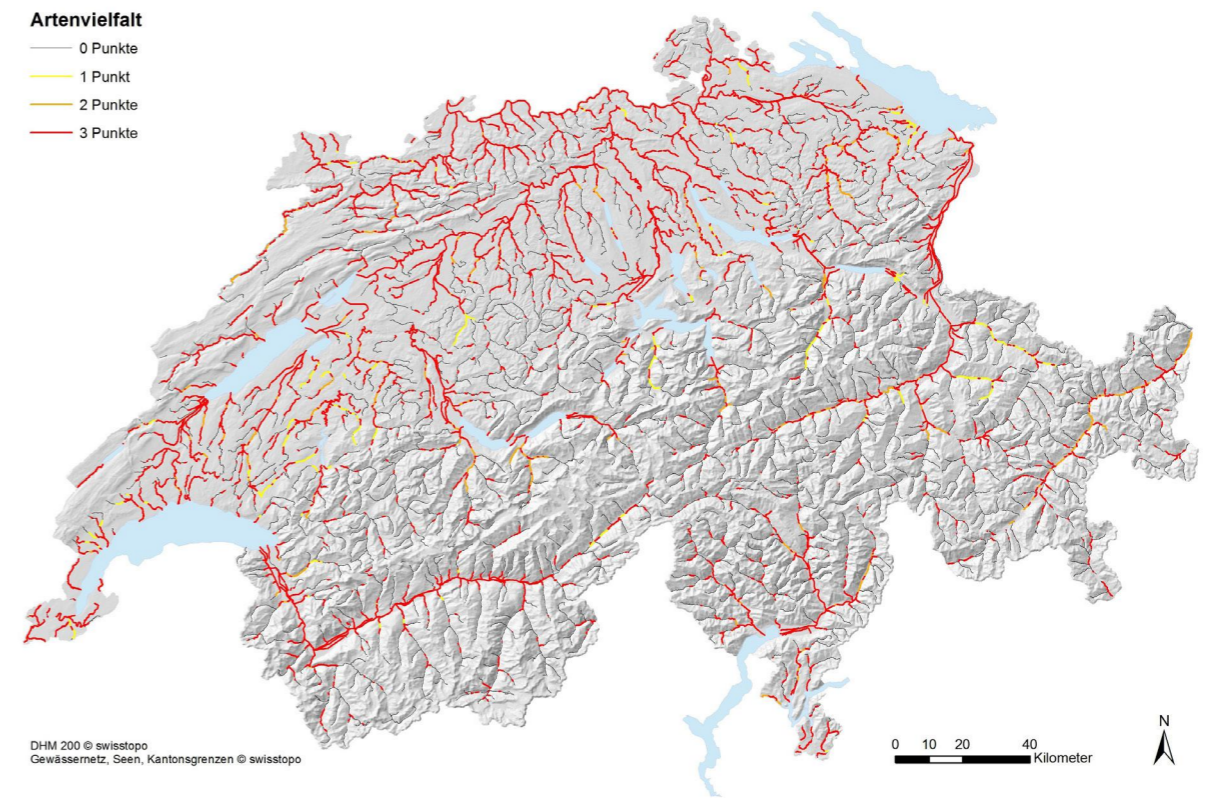 Artenvielfalt
0 Punkte
1 Punkt
2 Punkte
3 Punkte
DHM 200 © swisstopo
Gewässernetz, Seen, Kantonsgrenzen © swisstopo
0 10 20 40
Kilometer
N